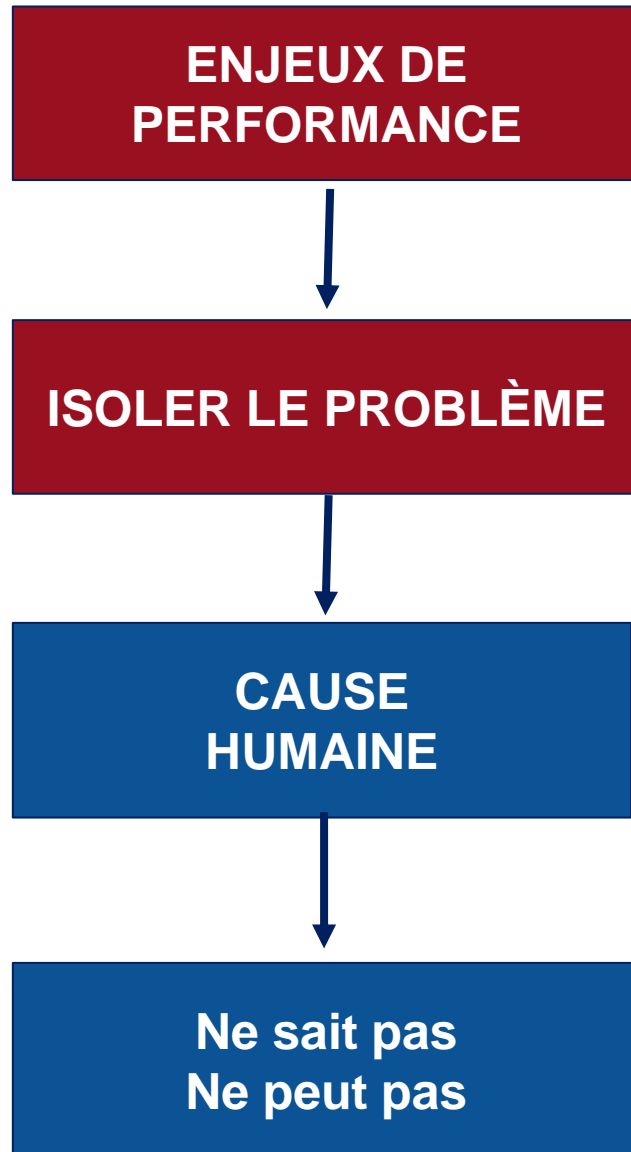 ENJEUX DE
PERFORMANCE
ISOLER LE PROBLÈME
CAUSE
HUMAINE
Ne sait pas
Ne peut pas